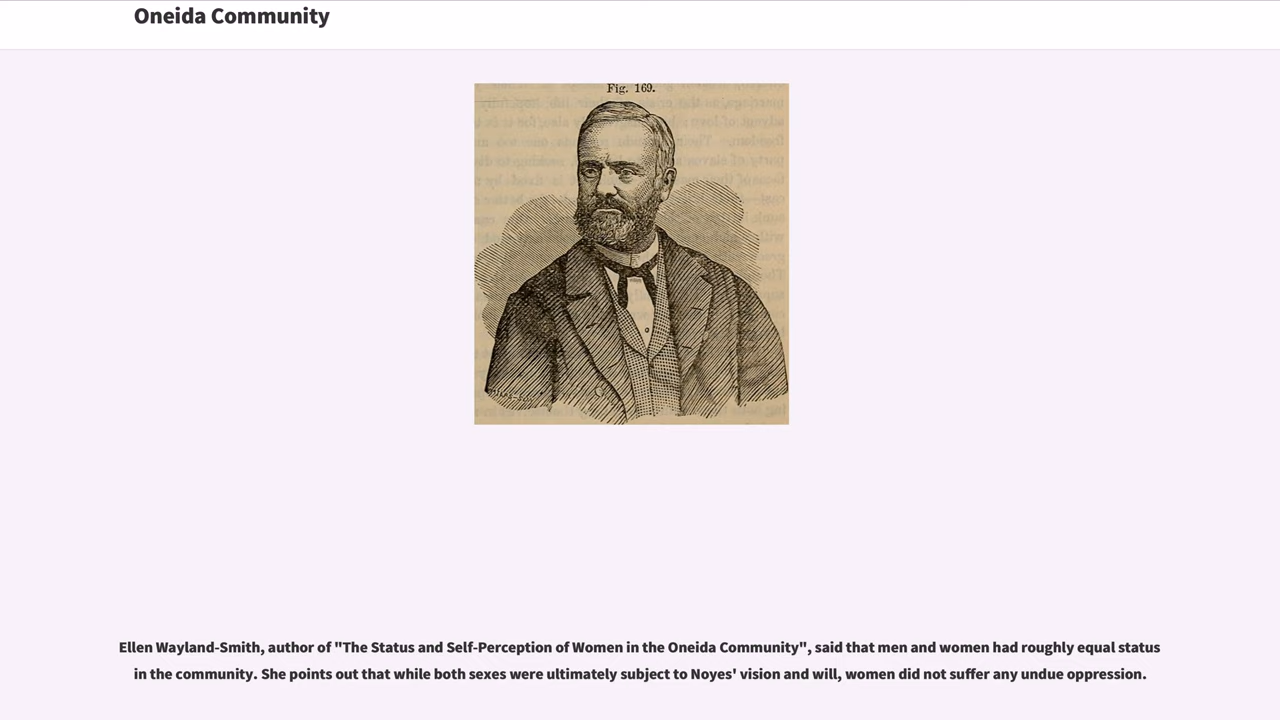 Oneida Community
Fig. 169.
Ellen Wayland-Smith, author of "The Status and Self-Perception of Women in the Oneida Community", said that men and women had roughly equal status
in the community. She points out that while both sexes were ultimately subject to Noyes' vision and will, women did not suffer any undue oppression.